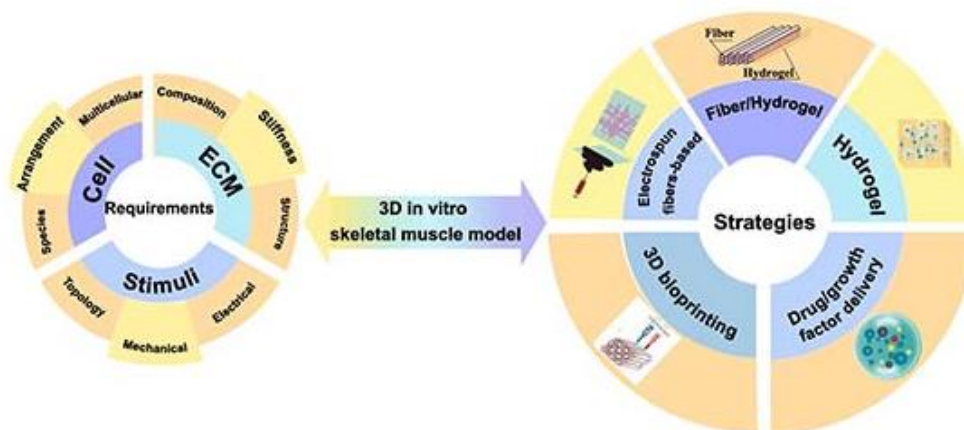 Requirements
Cell
Species
Arrangement
Multicellular
ECM
Composition
Stiffness
Structure
Stimuli
Topology
Mechanical
Electrical
3D in vitro
skeletal muscle model
Strategies
Electrospun
fibers-based
Fiber/Hydrogel
Fiber
Hydrogel
Hydrogel
Drug/growth
factor delivery
3D bioprinting